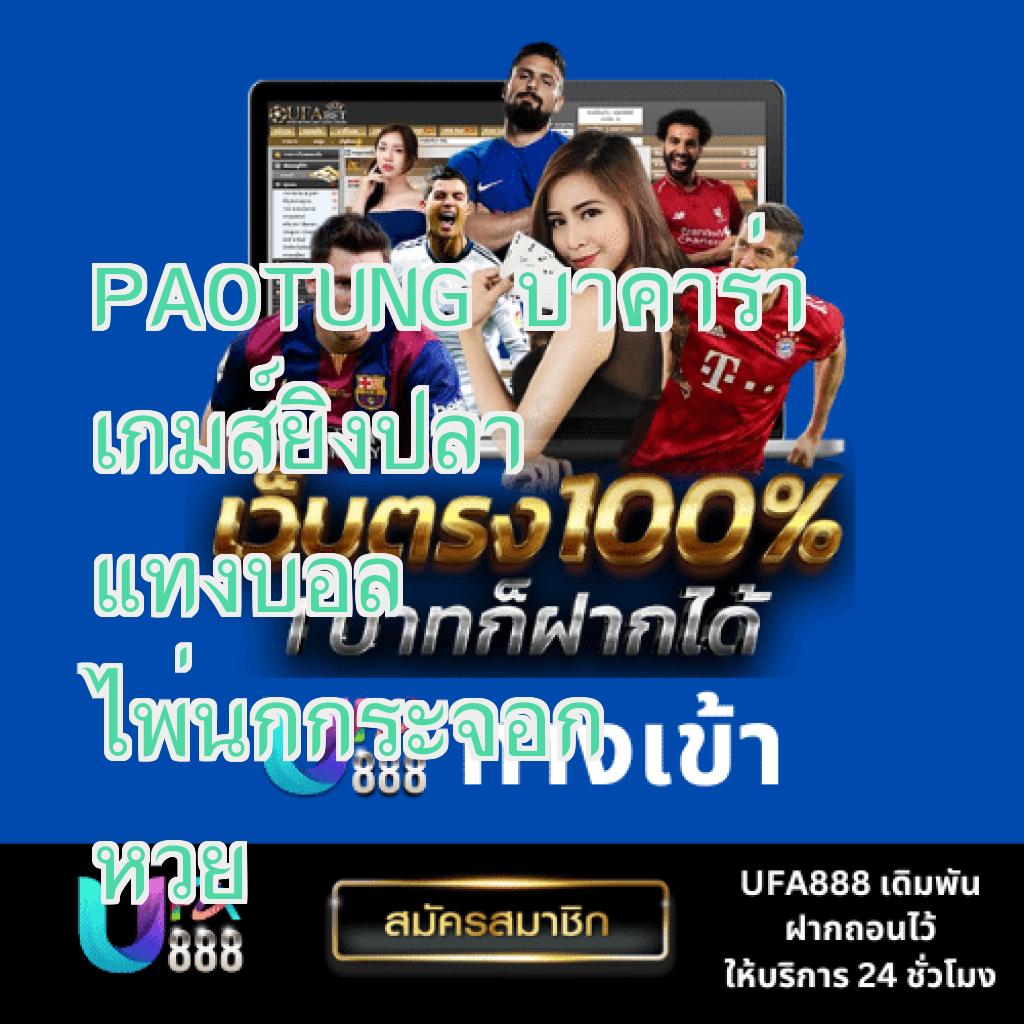 UFABET
PAOTUNG บาคาร่า
เกมส์ยิงปลา
เว็บตรง100%
แทงบอล
1 บาทก็ฝากได้
ไพ่นกกระจอก
888 ทางเข้า
หวย
888
สมัครสมาชิก
UFA888 เดิมพัน
ฝากถอนไว้
ให้บริการ 24 ชั่วโมง